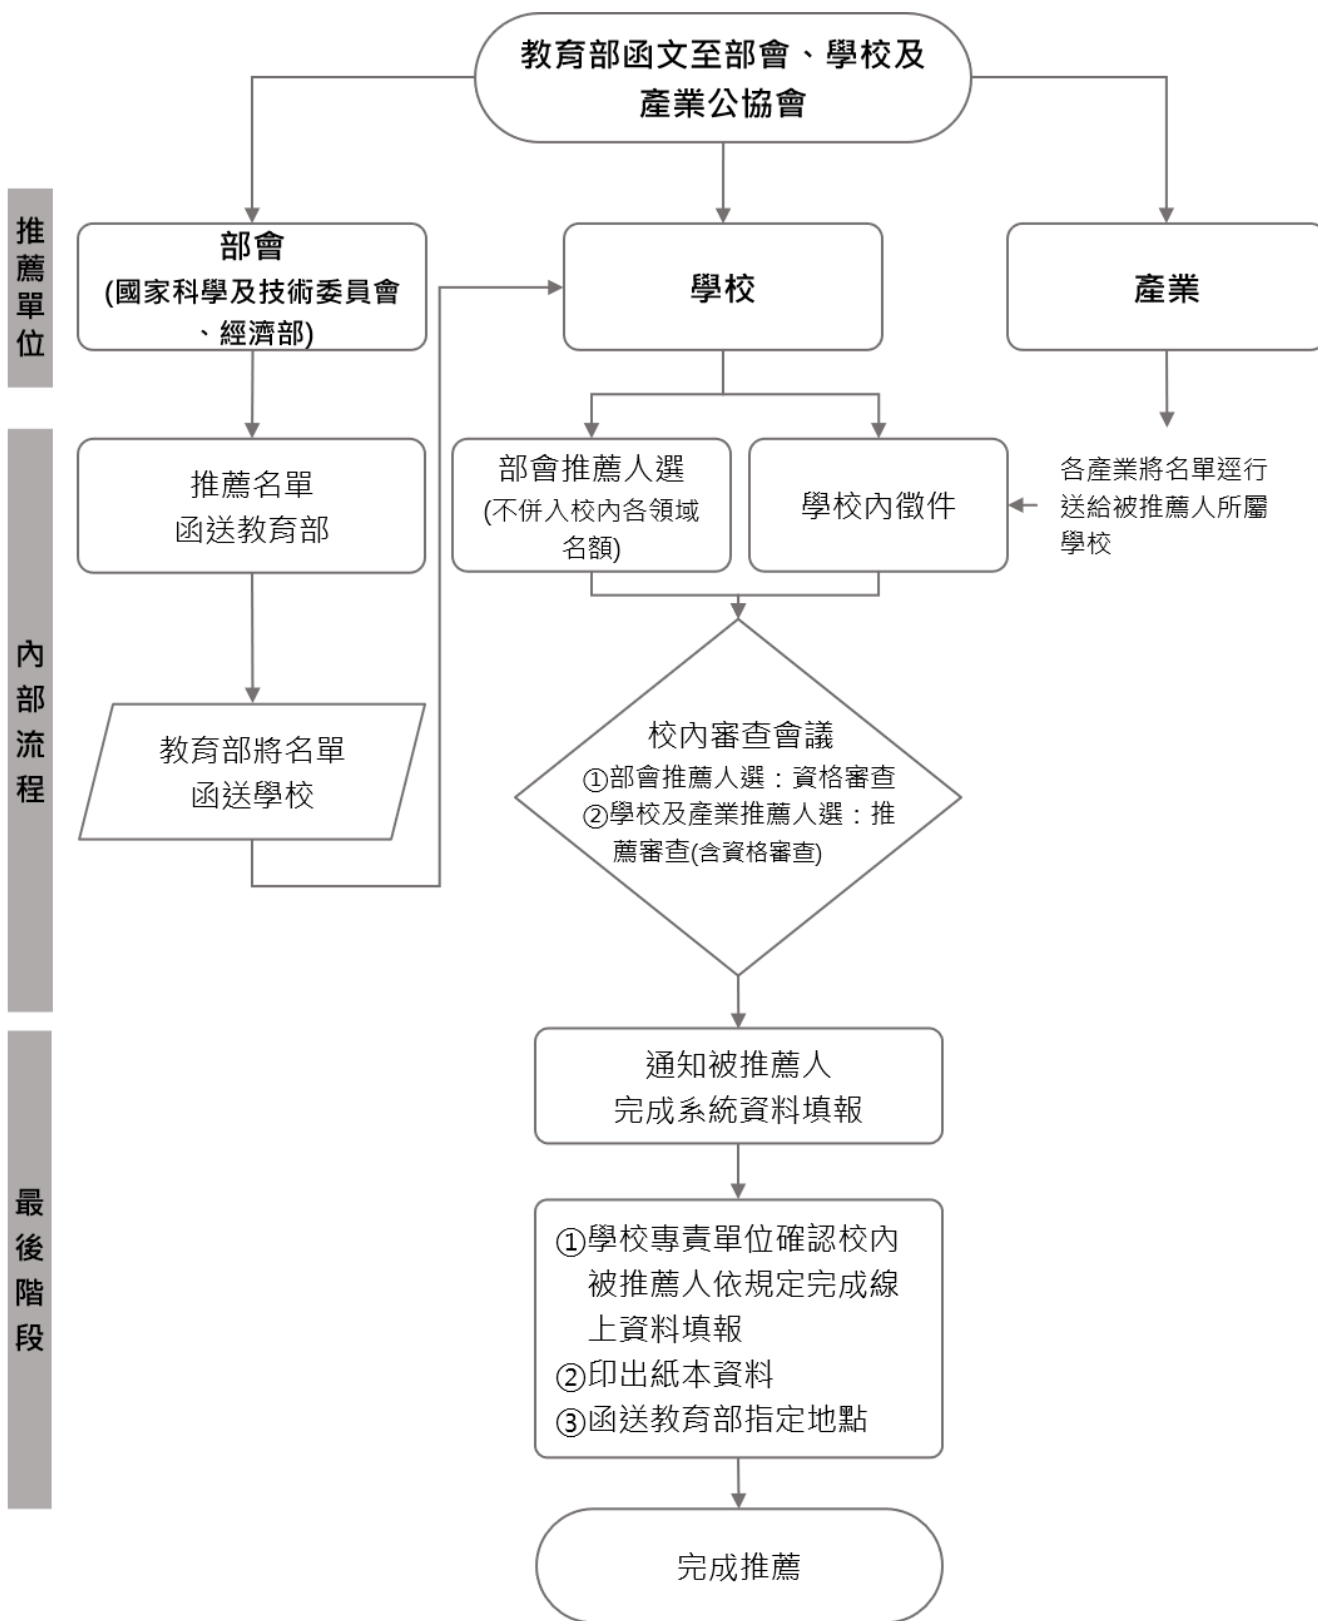 教育部函文至部會、學校及
產業公協會
推薦單位
部會
(國家科學及技術委員會
、經濟部)
學校
產業
內部流程
推薦名單
函送教育部
部會推薦人選
(不併入校內各領域
名額)
學校內徵件
各產業將名單逕行
送給被推薦人所屬
學校
教育部將名單
函送學校
校內審查會議
①部會推薦人選：資格審查
②學校及產業推薦人選：推
薦審查(含資格審查)
最後階段
通知被推薦人
完成系統資料填報
①學校專責單位確認校內
被推薦人依規定完成線
上資料填報
②印出紙本資料
③函送教育部指定地點
完成推薦